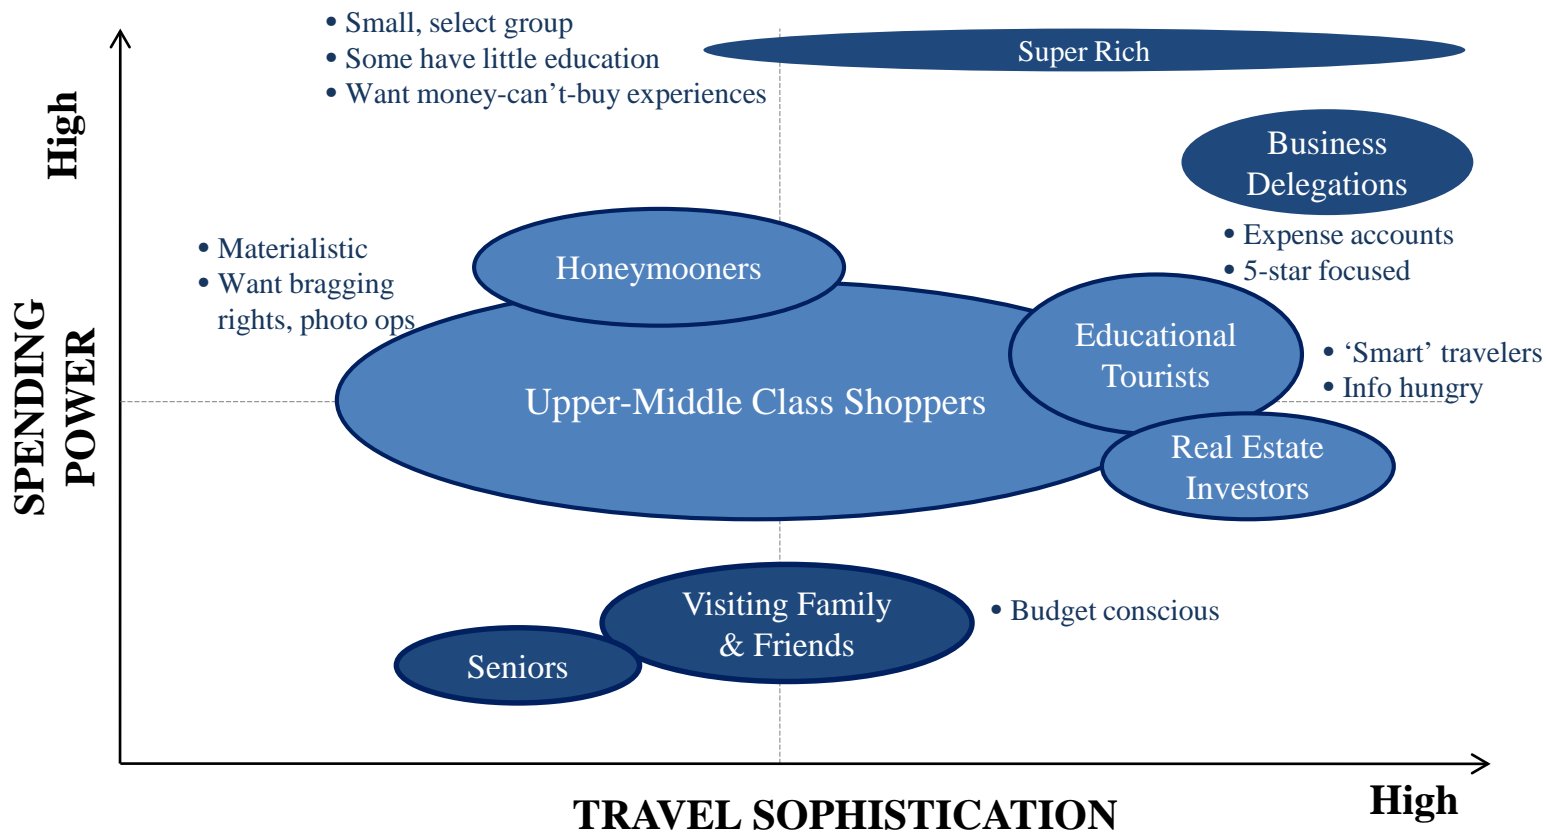 • Small, select group
• Some have little education
• Want money-can’t-buy experiences
Super Rich
High
Business
Delegations
• Expense accounts
• 5-star focused
• Materialistic
• Want bragging
rights, photo ops
Honeymooners
Educational
Tourists
• ‘Smart’ travelers
• Info hungry
SPENDING
POWER
Upper-Middle Class Shoppers
Real Estate
Investors
Visiting Family
& Friends
• Budget conscious
Seniors
High
TRAVEL SOPHISTICATION